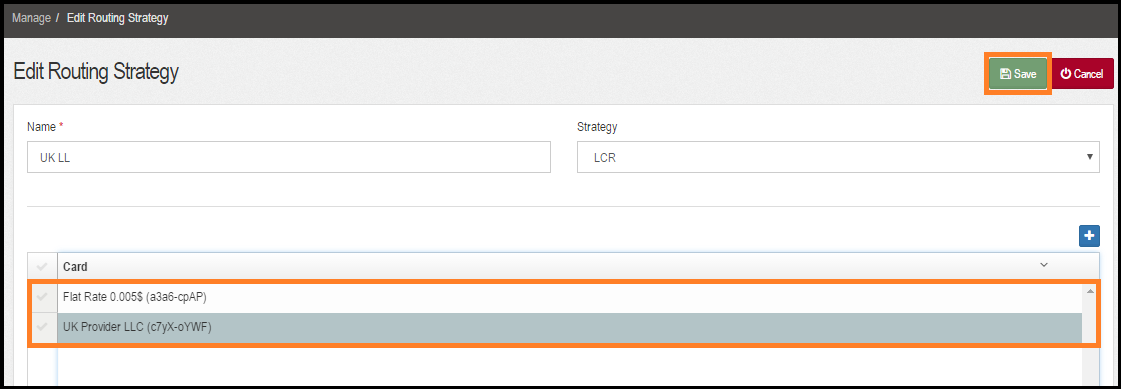 Manage / Edit Routing Strategy
Edit Routing Strategy
Save
Cancel
Name *
Strategy
UK LL
LCR
Card
Flat Rate 0.005$ (a3a6-cpAP)
UK Provider LLC (c7yX-oYWF)